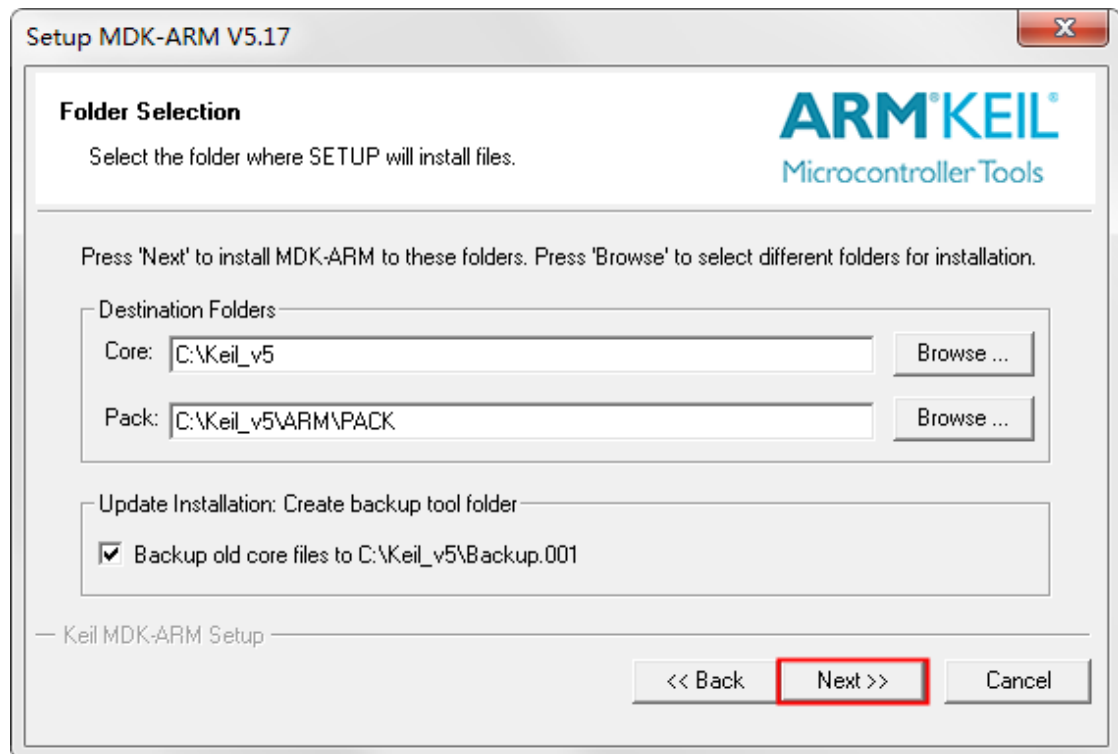 Setup MDK-ARM V5.17
Folder Selection
Select the folder where SETUP will install files.
ARM®KEIL®
Microcontroller Tools
Press 'Next' to install MDK-ARM to these folders. Press 'Browse' to select different folders for installation.
Destination Folders
Core: C:\Keil_v5 Browse ...
Pack: C:\Keil_v5\ARM\PACK Browse ...
Update Installation: Create backup tool folder
Backup old core files to C:\Keil_v5\Backup.001
Keil MDK-ARM Setup
<< Back Next >> Cancel